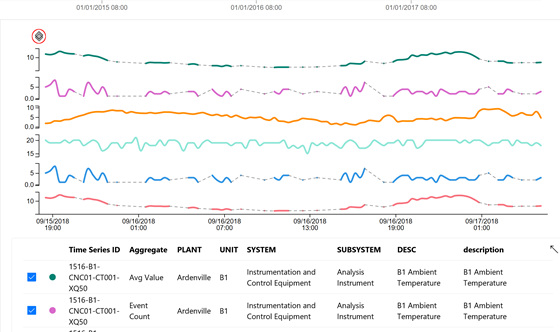 01/01/2015 08:00 01/01/2016 08:00 01/01/2017 08:00
10
5.0
0.0
10
5
0
20
15
5.0
0.0
10
09/15/2018 09/16/2018 09/16/2018 09/16/2018 09/16/2018 09/17/2018
19:00 01:00 07:00 13:00 19:00 01:00
Time Series ID Aggregate PLANT UNIT SYSTEM SUBSYSTEM DESC description
1516-B1-
CNC01-CT001-
XQ50
Avg Value Ardenville B1
Instrumentation and
Control Equipment
Analysis
Instrument
B1 Ambient
Temperature
B1 Ambient
Temperature
1516-B1-
CNC01-CT001-
XQ50
Event
Count
Ardenville B1
Instrumentation and
Control Equipment
Analysis
Instrument
B1 Ambient
Temperature
B1 Ambient
Temperature